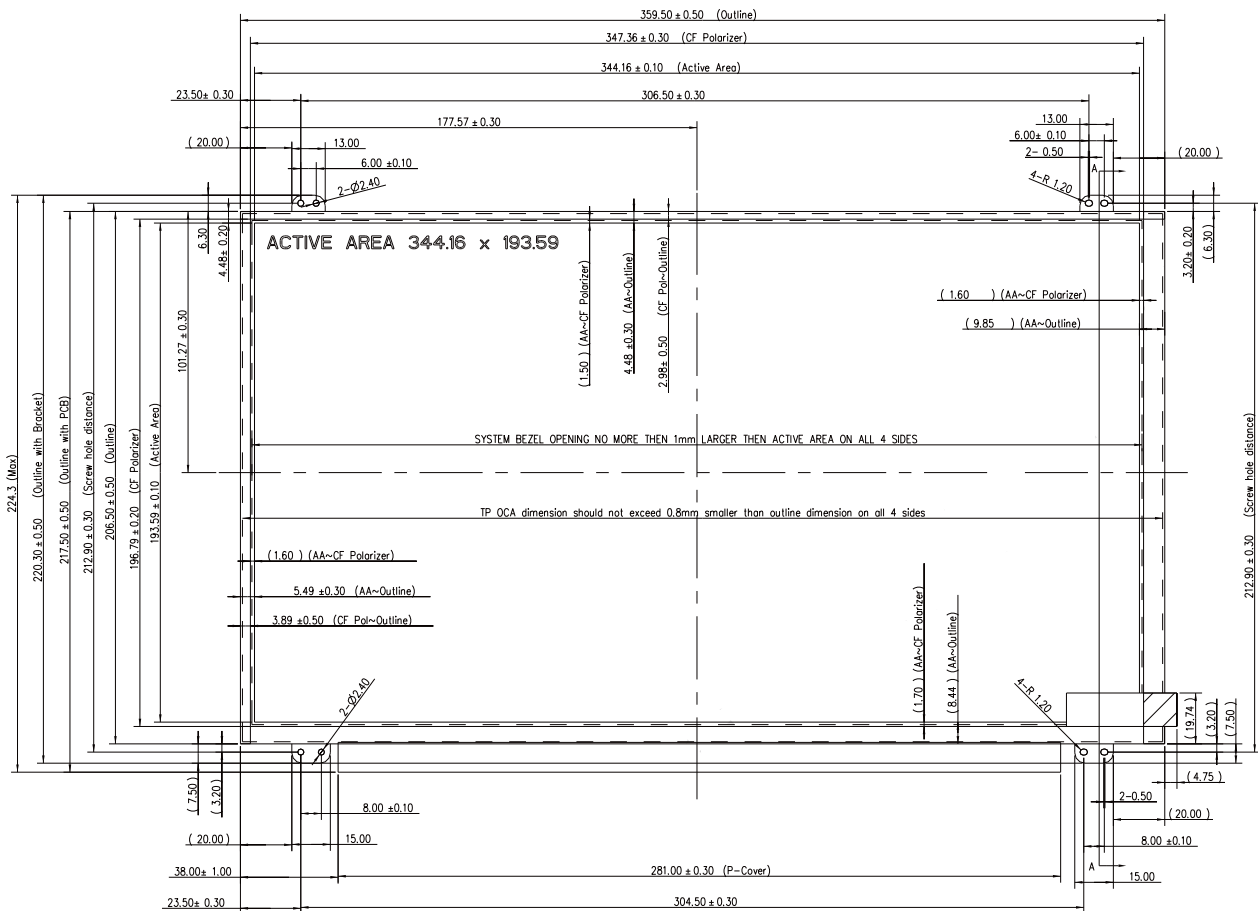 359.50 ± 0.50 (Outline)
347.36 ± 0.30 (CF Polarizer)
344.16 ± 0.10 (Active Area)
23.50± 0.30
306.50 ± 0.30
177.57 ± 0.30
13.00
( 20.00)
13.00
6.00± 0.10
6.00 ±0.10
2- 0.50
( 20.00 )
A
2-Ø2.40
4-R 1.20
6.30
4.48± 0.20
3.20± 0.20
( 6.30)
ACTIVE AREA 344.16 x 193.59
(1.50 ) (AA~CF Polarizer)
4.48 ±0.30 (AA~Outline)
2.98± 0.50 (CF Pol~Outline)
( 1.60 ) (AA~CF Polarizer)
( 9.85 ) (AA~Outline)
101.27 ± 0.30
224.3 (Max)
220.30 ± 0.50 (Outline with Bracket)
217.50 ± 0.50 (Outline with PCB)
212.90 ± 0.30 (Screw hole distance)
206.50 ± 0.50 (Outline)
196.79 ± 0.20 (CF Polarizer)
193.59 ± 0.10 (Active Area)
SYSTEM BEZEL OPENING NO MORE THEN 1mm LARGER THEN ACTIVE AREA ON ALL 4 SIDES
TP OCA dimension should not exceed 0.8mm smaller than outline dimension on all 4 sides
212.90 ± 0.30 (Screw hole distance)
(1.60 ) (AA~CF Polarizer)
5.49 ±0.30 (AA~Outline)
3.89 ±0.50 (CF Pol~Outline)
(1.70 ) (AA~CF Polarizer)
(8.44 ) (AA~Outline)
2-Ø2.40
4-R 1.20
( 19.74 )
( 3.20)
( 7.50 )
( 7.50 )
( 3.20)
( 4.75 )
8.00 ±0.10
2-0.50
( 20.00 )
( 20.00)
15.00
8.00 ±0.10
38.00± 1.00
281.00 ± 0.30 (P-Cover)
A
15.00
23.50± 0.30
304.50 ± 0.30